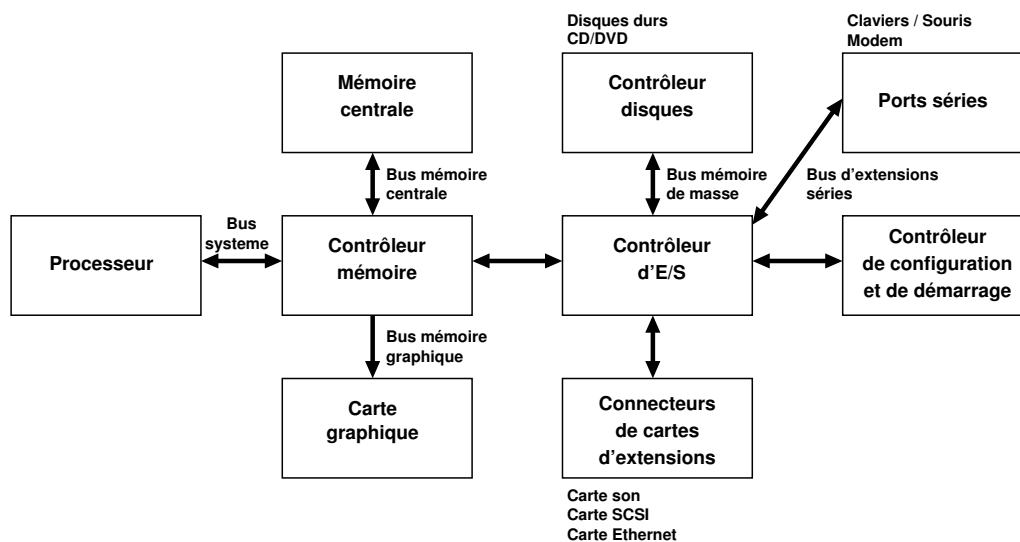 Disques durs
CD/DVD
Claviers / Souris
Modem
Mémoire
centrale
Contrôleur
disques
Ports séries
Bus mémoire
centrale
Bus mémoire
de masse
Bus d'extensions
séries
Processeur
Bus
systeme
Contrôleur
mémoire
Contrôleur
d'E/S
Contrôleur
de configuration
et de démarrage
Bus mémoire
graphique
Carte
graphique
Connecteurs
de cartes
d'extensions
Carte son
Carte SCSI
Carte Ethernet